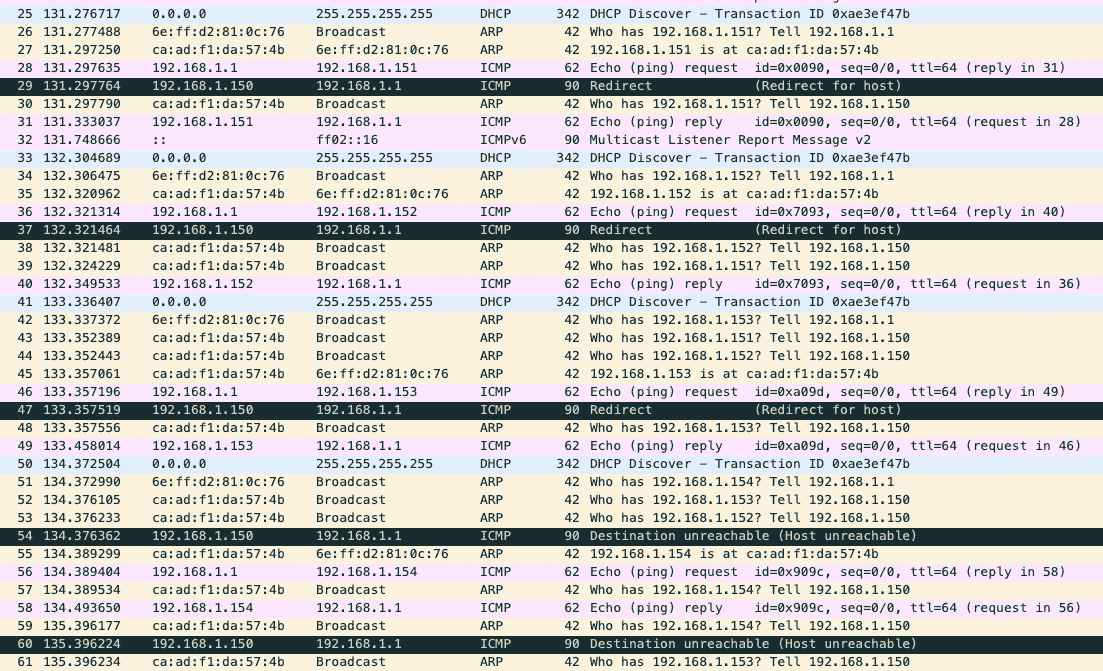 25 131.276717 0.0.0.0 255.255.255.255 DHCP 342 DHCP Discover – Transaction ID 0xae3ef47b
26 131.277488 6e:ff:d2:81:0c:76 Broadcast ARP 42 Who has 192.168.1.151? Tell 192.168.1.1
27 131.297250 ca:ad:f1:da:57:4b 6e:ff:d2:81:0c:76 ARP 42 192.168.1.151 is at ca:ad:f1:da:57:4b
28 131.297635 192.168.1.1 192.168.1.151 ICMP 62 Echo (ping) request id=0x0090, seq=0/0, ttl=64 (reply in 31)
29 131.297764 192.168.1.150 192.168.1.1 ICMP 90 Redirect (Redirect for host)
30 131.297790 ca:ad:f1:da:57:4b Broadcast ARP 42 Who has 192.168.1.151? Tell 192.168.1.150
31 131.333037 192.168.1.151 192.168.1.1 ICMP 62 Echo (ping) reply id=0x0090, seq=0/0, ttl=64 (request in 28)
32 131.748666 :: ff02::16 ICMPv6 90 Multicast Listener Report Message v2
33 132.304689 0.0.0.0 255.255.255.255 DHCP 342 DHCP Discover – Transaction ID 0xae3ef47b
34 132.306475 6e:ff:d2:81:0c:76 Broadcast ARP 42 Who has 192.168.1.152? Tell 192.168.1.1
35 132.320962 ca:ad:f1:da:57:4b 6e:ff:d2:81:0c:76 ARP 42 192.168.1.152 is at ca:ad:f1:da:57:4b
36 132.321314 192.168.1.1 192.168.1.152 ICMP 62 Echo (ping) request id=0x7093, seq=0/0, ttl=64 (reply in 40)
37 132.321464 192.168.1.150 192.168.1.1 ICMP 90 Redirect (Redirect for host)
38 132.321481 ca:ad:f1:da:57:4b Broadcast ARP 42 Who has 192.168.1.152? Tell 192.168.1.150
39 132.324229 ca:ad:f1:da:57:4b Broadcast ARP 42 Who has 192.168.1.151? Tell 192.168.1.150
40 132.349533 192.168.1.152 192.168.1.1 ICMP 62 Echo (ping) reply id=0x7093, seq=0/0, ttl=64 (request in 36)
41 133.336407 0.0.0.0 255.255.255.255 DHCP 342 DHCP Discover – Transaction ID 0xae3ef47b
42 133.337372 6e:ff:d2:81:0c:76 Broadcast ARP 42 Who has 192.168.1.153? Tell 192.168.1.1
43 133.352389 ca:ad:f1:da:57:4b Broadcast ARP 42 Who has 192.168.1.151? Tell 192.168.1.150
44 133.352443 ca:ad:f1:da:57:4b Broadcast ARP 42 Who has 192.168.1.152? Tell 192.168.1.150
45 133.357061 ca:ad:f1:da:57:4b 6e:ff:d2:81:0c:76 ARP 42 192.168.1.153 is at ca:ad:f1:da:57:4b
46 133.357196 192.168.1.1 192.168.1.153 ICMP 62 Echo (ping) request id=0xa09d, seq=0/0, ttl=64 (reply in 49)
47 133.357519 192.168.1.150 192.168.1.1 ICMP 90 Redirect (Redirect for host)
48 133.357556 ca:ad:f1:da:57:4b Broadcast ARP 42 Who has 192.168.1.153? Tell 192.168.1.150
49 133.458014 192.168.1.153 192.168.1.1 ICMP 62 Echo (ping) reply id=0xa09d, seq=0/0, ttl=64 (request in 46)
50 134.372504 0.0.0.0 255.255.255.255 DHCP 342 DHCP Discover – Transaction ID 0xae3ef47b
51 134.372990 6e:ff:d2:81:0c:76 Broadcast ARP 42 Who has 192.168.1.154? Tell 192.168.1.1
52 134.376105 ca:ad:f1:da:57:4b Broadcast ARP 42 Who has 192.168.1.153? Tell 192.168.1.150
53 134.376233 ca:ad:f1:da:57:4b Broadcast ARP 42 Who has 192.168.1.152? Tell 192.168.1.150
54 134.376362 192.168.1.150 192.168.1.1 ICMP 90 Destination unreachable (Host unreachable)
55 134.389299 ca:ad:f1:da:57:4b 6e:ff:d2:81:0c:76 ARP 42 192.168.1.154 is at ca:ad:f1:da:57:4b
56 134.389404 192.168.1.1 192.168.1.154 ICMP 62 Echo (ping) request id=0x909c, seq=0/0, ttl=64 (reply in 58)
57 134.389534 ca:ad:f1:da:57:4b Broadcast ARP 42 Who has 192.168.1.154? Tell 192.168.1.150
58 134.493650 192.168.1.154 192.168.1.1 ICMP 62 Echo (ping) reply id=0x909c, seq=0/0, ttl=64 (request in 56)
59 135.396177 ca:ad:f1:da:57:4b Broadcast ARP 42 Who has 192.168.1.154? Tell 192.168.1.150
60 135.396224 192.168.1.150 192.168.1.1 ICMP 90 Destination unreachable (Host unreachable)
61 135.396234 ca:ad:f1:da:57:4b Broadcast ARP 42 Who has 192.168.1.153? Tell 192.168.1.150